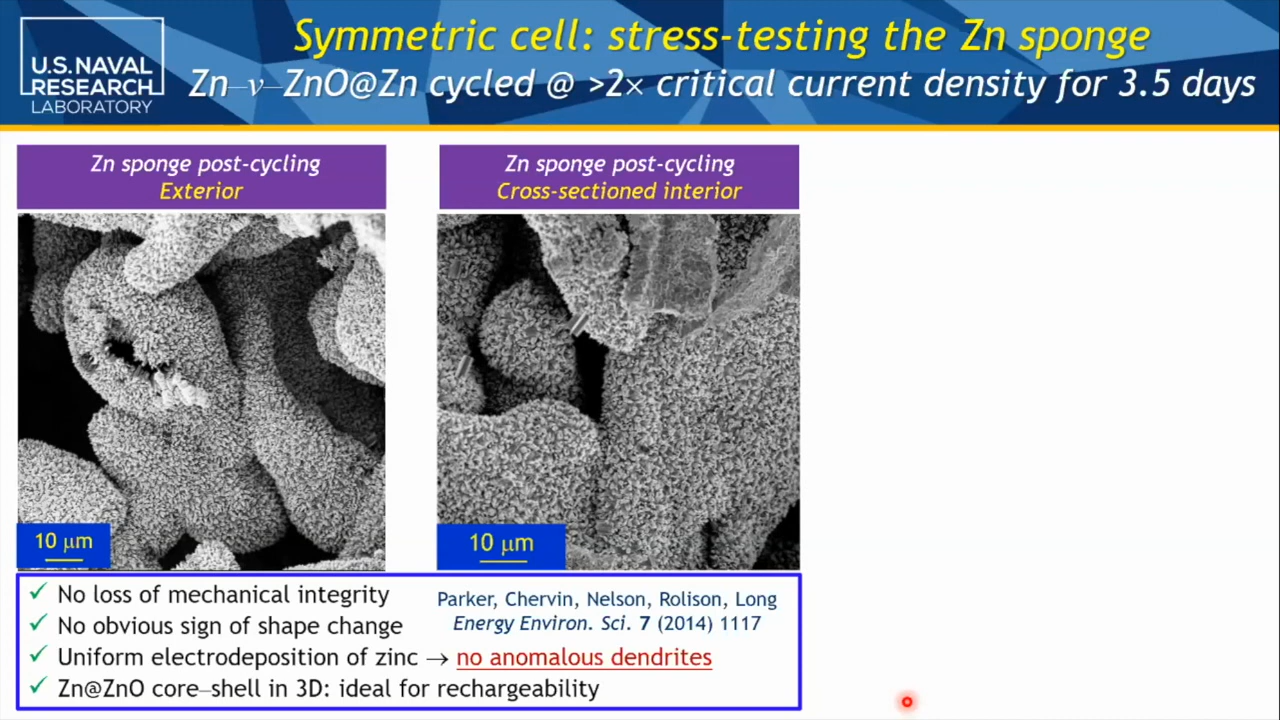 U.S. NAVAL
RESEARCH
LABORATORY
Symmetric cell: stress-testing the Zn sponge
Zn–v–ZnO@Zn cycled @ >2× critical current density for 3.5 days
Zn sponge post-cycling
Exterior
Zn sponge post-cycling
Cross-sectioned interior
10 μm
10 μm
✓ No loss of mechanical integrity
✓ No obvious sign of shape change
✓ Uniform electrodeposition of zinc → no anomalous dendrites
✓ Zn@ZnO core–shell in 3D: ideal for rechargeability
Parker, Chervin, Nelson, Rolison, Long
Energy Environ. Sci. 7 (2014) 1117